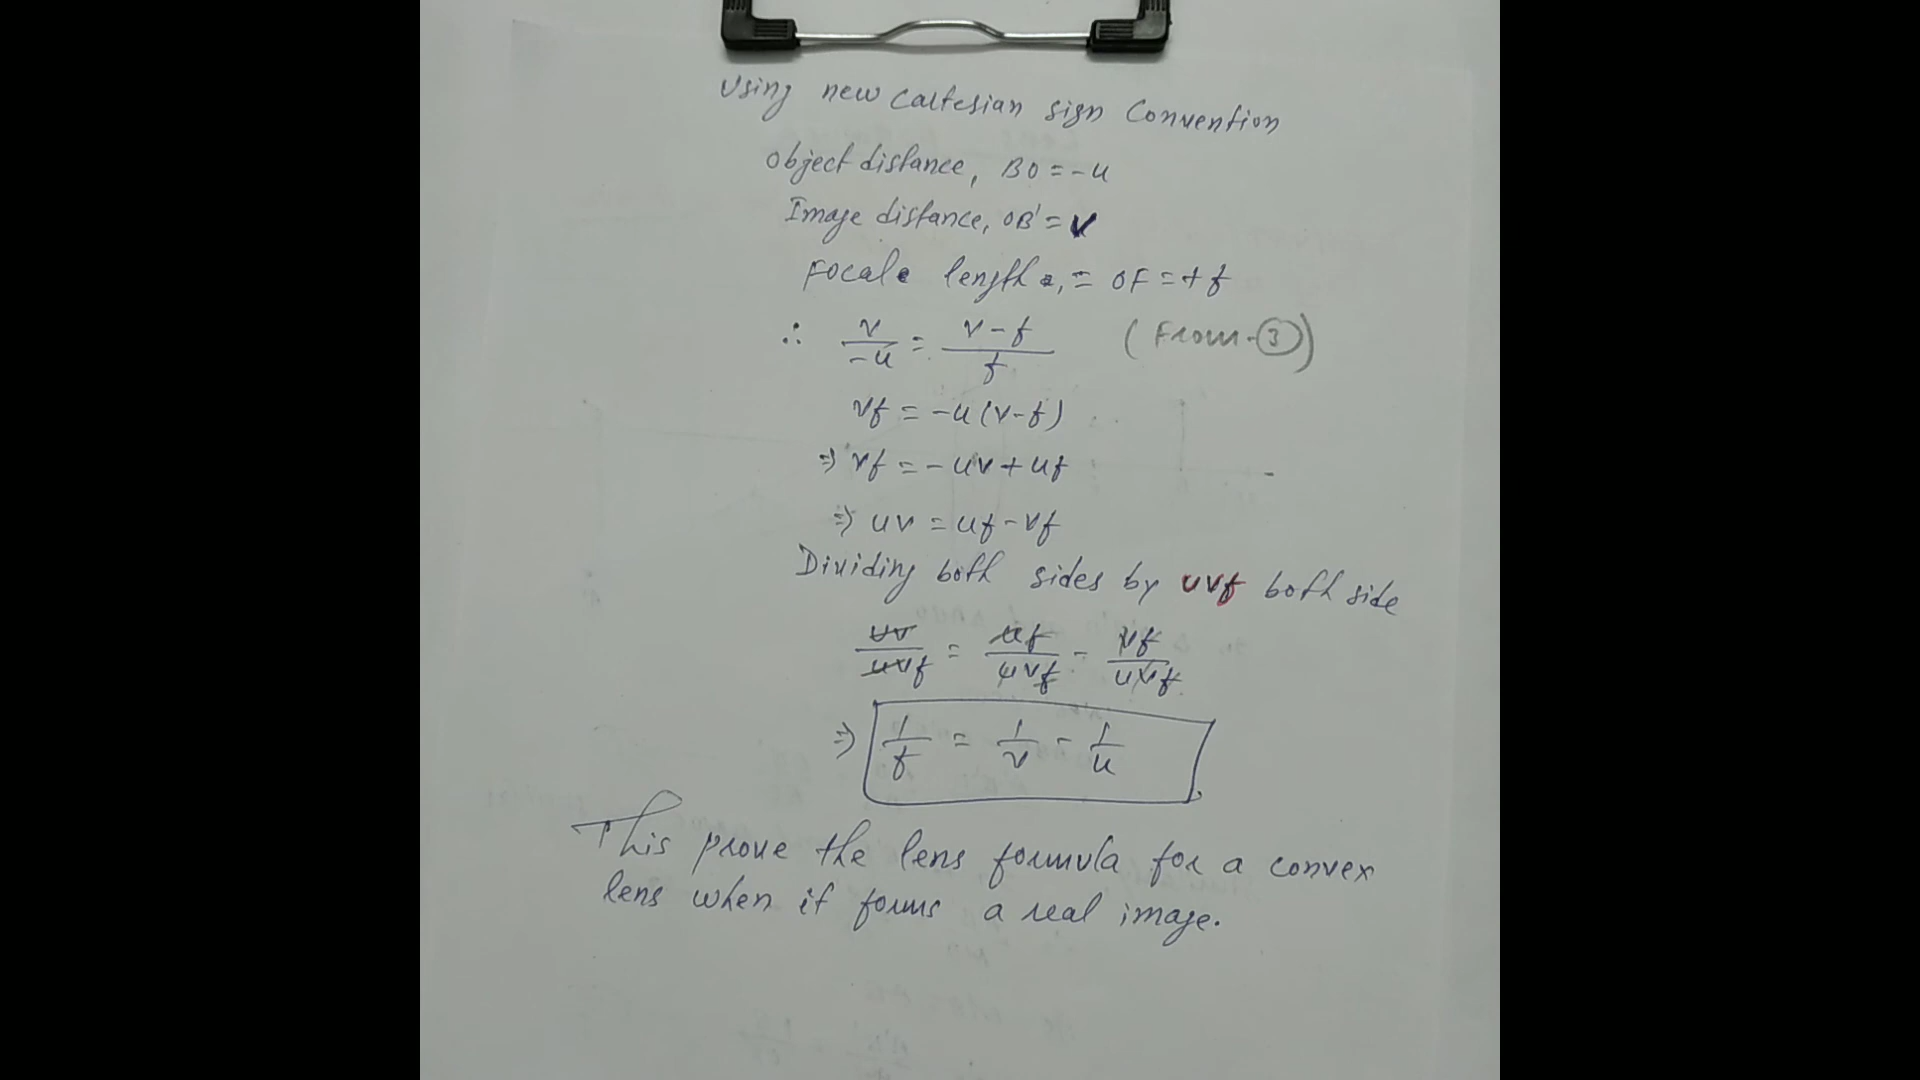 Using new Cartesian sign Convention
Object distance, BO = -u
Image distance, OB' = v
Focal length, = OF = +f
∴ v/-u = (v-f)/f (From-③)
vf = -u(v-f)
⇒ vf = -uv + uf
⇒ uv = uf - vf
Dividing both sides by uvf both side
uv/uvf = uf/uvf - vf/uvf
⇒ 1/f = 1/v - 1/u
This prove the lens formula for a convex
lens when it forms a real image.